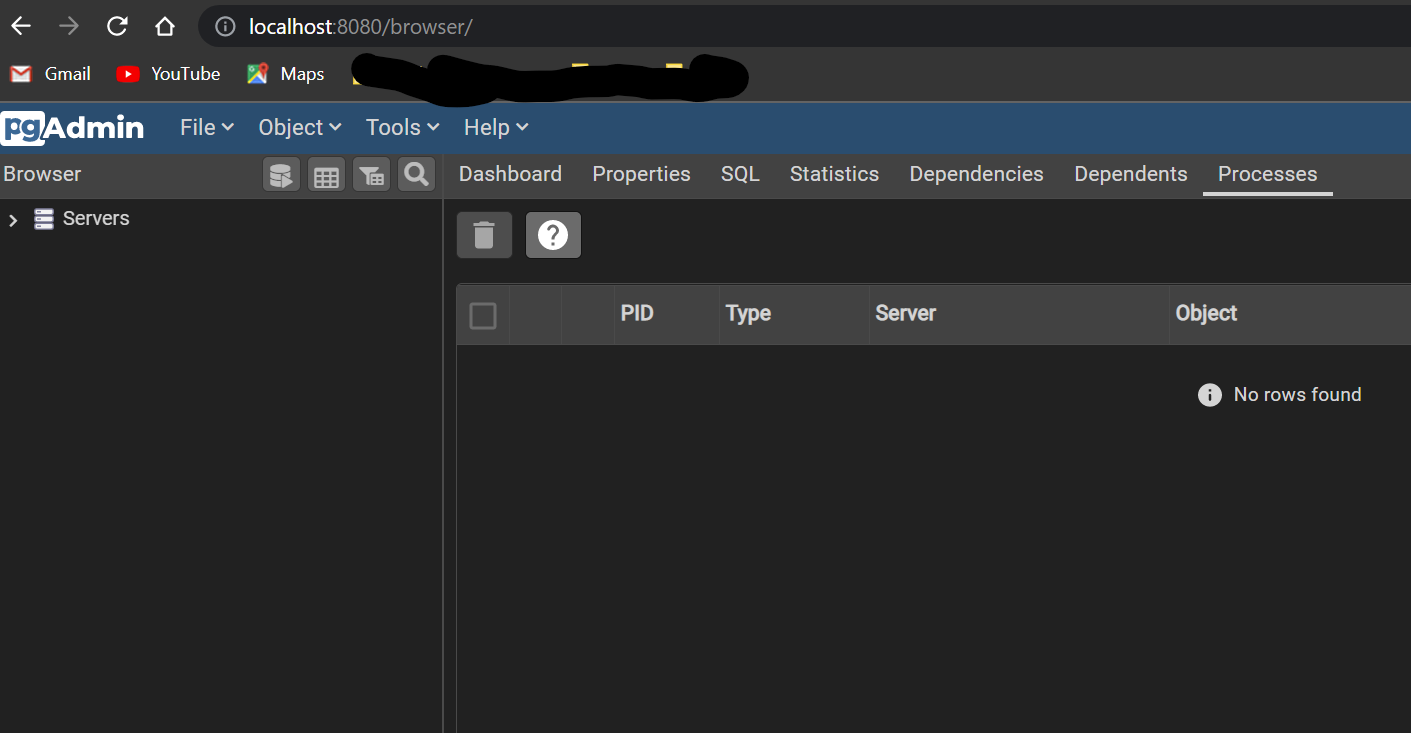 localhost:8080/browser/
Gmail YouTube Maps
pgAdmin File Object Tools Help
Browser
Dashboard Properties SQL Statistics Dependencies Dependents Processes
Servers
PID Type Server Object
No rows found